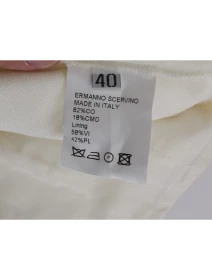 40
ERMANNO SCERVINO
MADE IN ITALY
82%CO
18%CMD
Lining
58%VI
42%PL